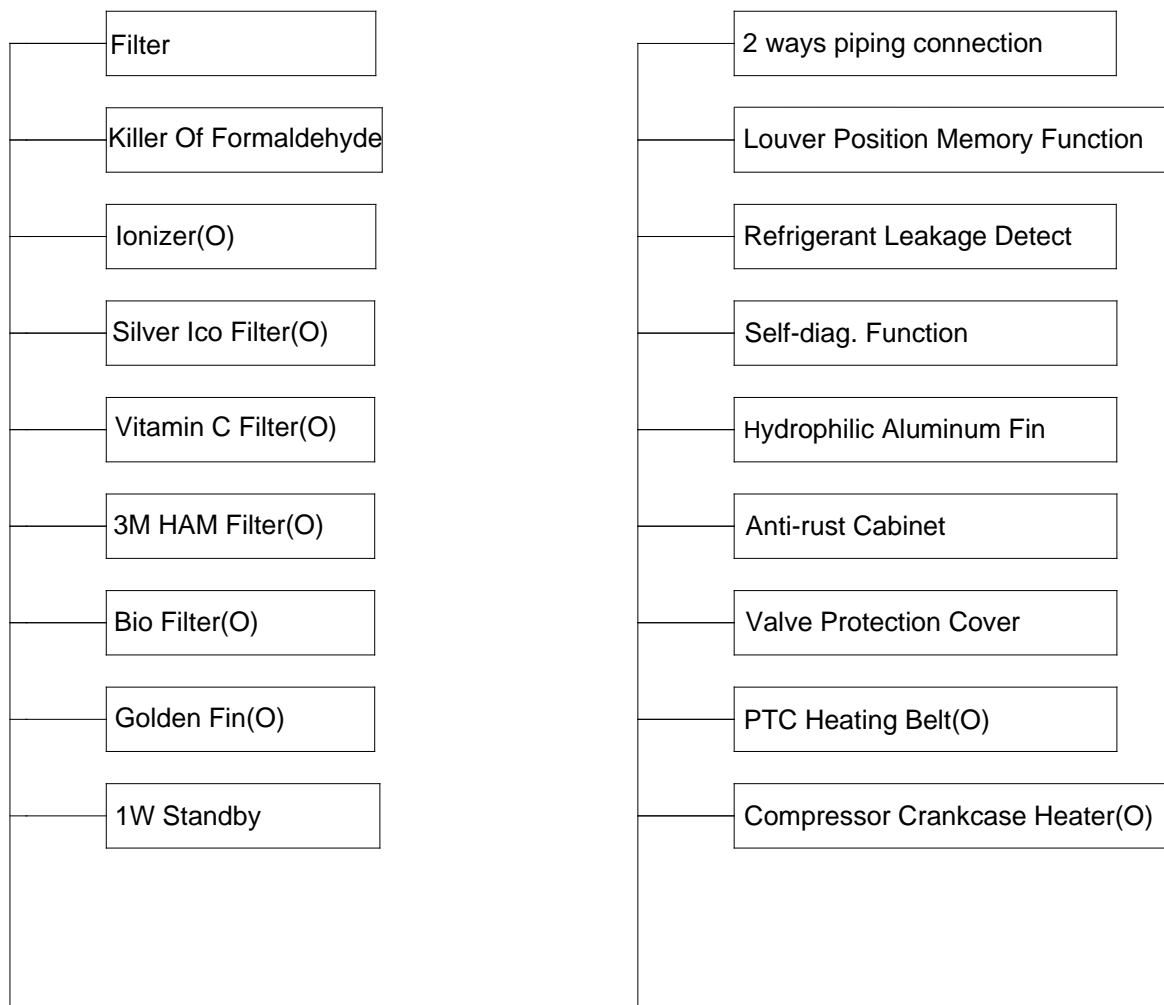 Filter
Killer Of Formaldehyde
Ionizer(O)
Silver Ico Filter(O)
Vitamin C Filter(O)
3M HAM Filter(O)
Bio Filter(O)
Golden Fin(O)
1W Standby
2 ways piping connection
Louver Position Memory Function
Refrigerant Leakage Detect
Self-diag. Function
Hydrophilic Aluminum Fin
Anti-rust Cabinet
Valve Protection Cover
PTC Heating Belt(O)
Compressor Crankcase Heater(O)